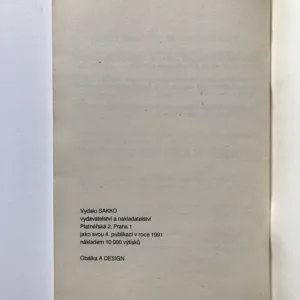 Vydalo SAKKO
vydavatelství a nakladatelství
Platnéřská 2, Praha 1
jako svou 4. publikaci v roce 1991
nákladem 10 000 výtisků
Obálka A DESIGN